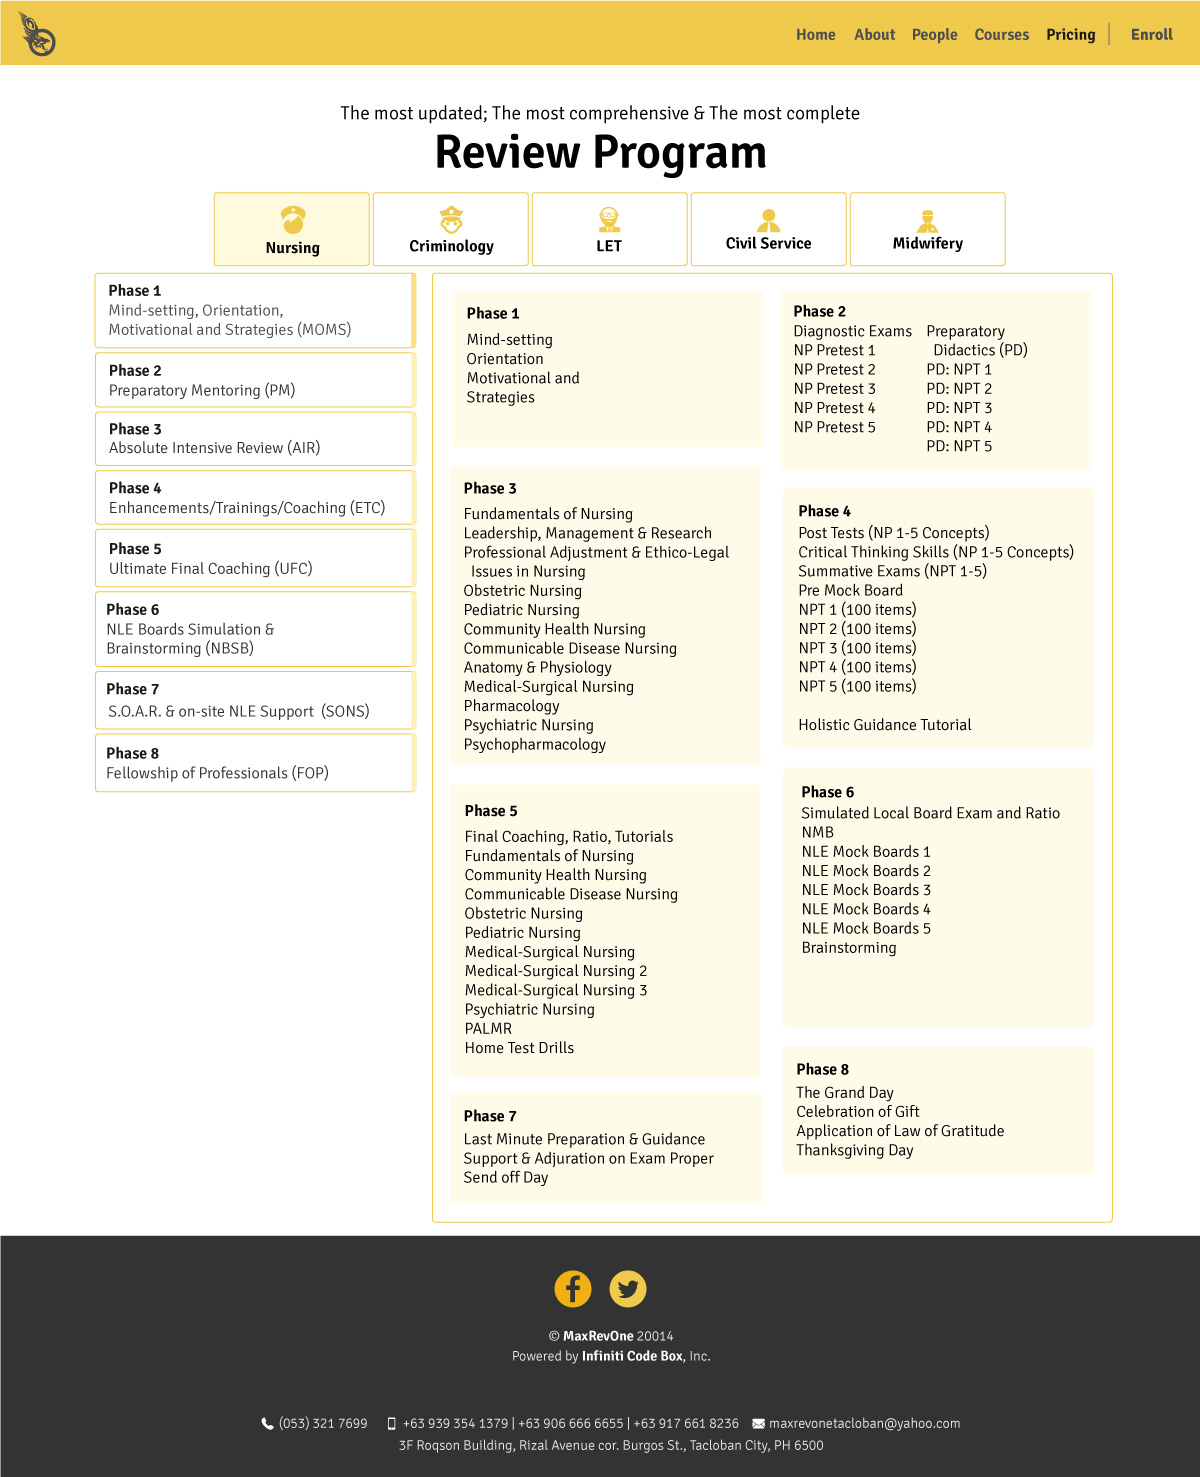 Home About People Courses Pricing Enroll
The most updated; The most comprehensive & The most complete
Review Program
Nursing
Criminology
LET
Civil Service
Midwifery
Phase 1
Mind-setting, Orientation,
Motivational and Strategies (MOMS)
Phase 2
Preparatory Mentoring (PM)
Phase 3
Absolute Intensive Review (AIR)
Phase 4
Enhancements/Trainings/Coaching (ETC)
Phase 5
Ultimate Final Coaching (UFC)
Phase 6
NLE Boards Simulation &
Brainstorming (NBSB)
Phase 7
S.O.A.R. & on-site NLE Support (SONS)
Phase 8
Fellowship of Professionals (FOP)
Phase 1
Mind-setting
Orientation
Motivational and
Strategies
Phase 2
Diagnostic Exams
NP Pretest 1
NP Pretest 2
NP Pretest 3
NP Pretest 4
NP Pretest 5
Preparatory
Didactics (PD)
PD: NPT 1
PD: NPT 2
PD: NPT 3
PD: NPT 4
PD: NPT 5
Phase 3
Fundamentals of Nursing
Leadership, Management & Research
Professional Adjustment & Ethico-Legal
Issues in Nursing
Obstetric Nursing
Pediatric Nursing
Community Health Nursing
Communicable Disease Nursing
Anatomy & Physiology
Medical-Surgical Nursing
Pharmacology
Psychiatric Nursing
Psychopharmacology
Phase 4
Post Tests (NP 1-5 Concepts)
Critical Thinking Skills (NP 1-5 Concepts)
Summative Exams (NPT 1-5)
Pre Mock Board
NPT 1 (100 items)
NPT 2 (100 items)
NPT 3 (100 items)
NPT 4 (100 items)
NPT 5 (100 items)
Holistic Guidance Tutorial
Phase 5
Final Coaching, Ratio, Tutorials
Fundamentals of Nursing
Community Health Nursing
Communicable Disease Nursing
Obstetric Nursing
Pediatric Nursing
Medical-Surgical Nursing
Medical-Surgical Nursing 2
Medical-Surgical Nursing 3
Psychiatric Nursing
PALMR
Home Test Drills
Phase 6
Simulated Local Board Exam and Ratio
NMB
NLE Mock Boards 1
NLE Mock Boards 2
NLE Mock Boards 3
NLE Mock Boards 4
NLE Mock Boards 5
Brainstorming
Phase 7
Last Minute Preparation & Guidance
Support & Adjuration on Exam Proper
Send off Day
Phase 8
The Grand Day
Celebration of Gift
Application of Law of Gratitude
Thanksgiving Day
© MaxRevOne 20014
Powered by Infiniti Code Box, Inc.
(053) 321 7699 +63 939 354 1379 | +63 906 666 6655 | +63 917 661 8236 maxrevonetacloban@yahoo.com
3F Roqson Building, Rizal Avenue cor. Burgos St., Tacloban City, PH 6500